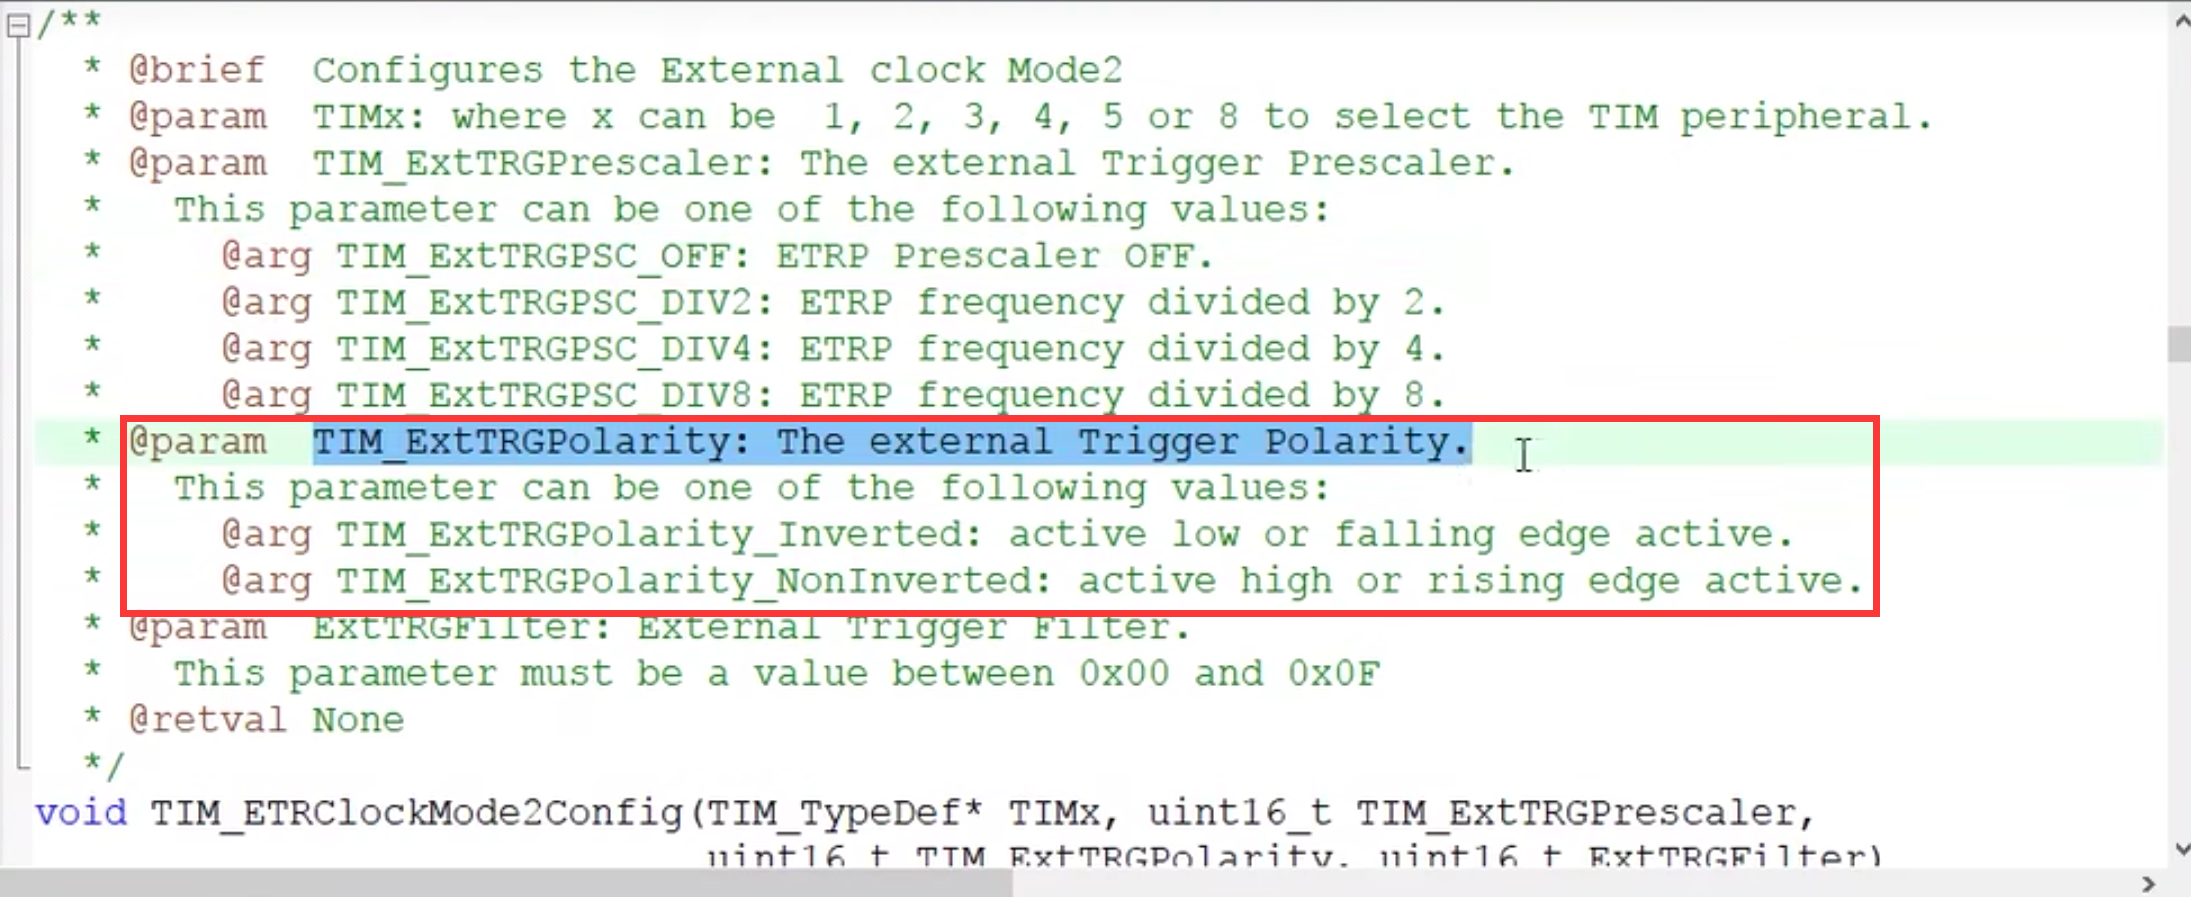 /**
* @brief  Configures the External clock Mode2
* @param  TIMx: where x can be  1, 2, 3, 4, 5 or 8 to select the TIM peripheral.
* @param  TIM_ExtTRGPrescaler: The external Trigger Prescaler.
*   This parameter can be one of the following values:
*     @arg TIM_ExtTRGPSC_OFF: ETRP Prescaler OFF.
*     @arg TIM_ExtTRGPSC_DIV2: ETRP frequency divided by 2.
*     @arg TIM_ExtTRGPSC_DIV4: ETRP frequency divided by 4.
*     @arg TIM_ExtTRGPSC_DIV8: ETRP frequency divided by 8.
* @param  TIM_ExtTRGPolarity: The external Trigger Polarity.
*   This parameter can be one of the following values:
*     @arg TIM_ExtTRGPolarity_Inverted: active low or falling edge active.
*     @arg TIM_ExtTRGPolarity_NonInverted: active high or rising edge active.
* @param  ExtTRGFilter: External Trigger Filter.
*   This parameter must be a value between 0x00 and 0x0F
* @retval None
*/
void TIM_ETRClockMode2Config(TIM_TypeDef* TIMx, uint16_t TIM_ExtTRGPrescaler,
uint16_t TIM_ExtTRGPolarity, uint16_t ExtTRGFilter)